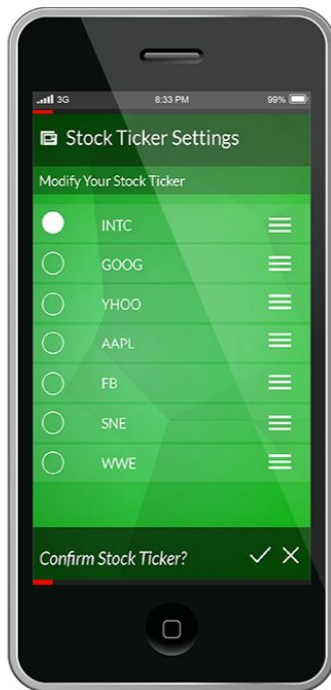 3G 8:33 PM 99%
Stock Ticker Settings
Modify Your Stock Ticker
INTC
GOOG
YHOO
AAPL
FB
SNE
WWE
Confirm Stock Ticker?